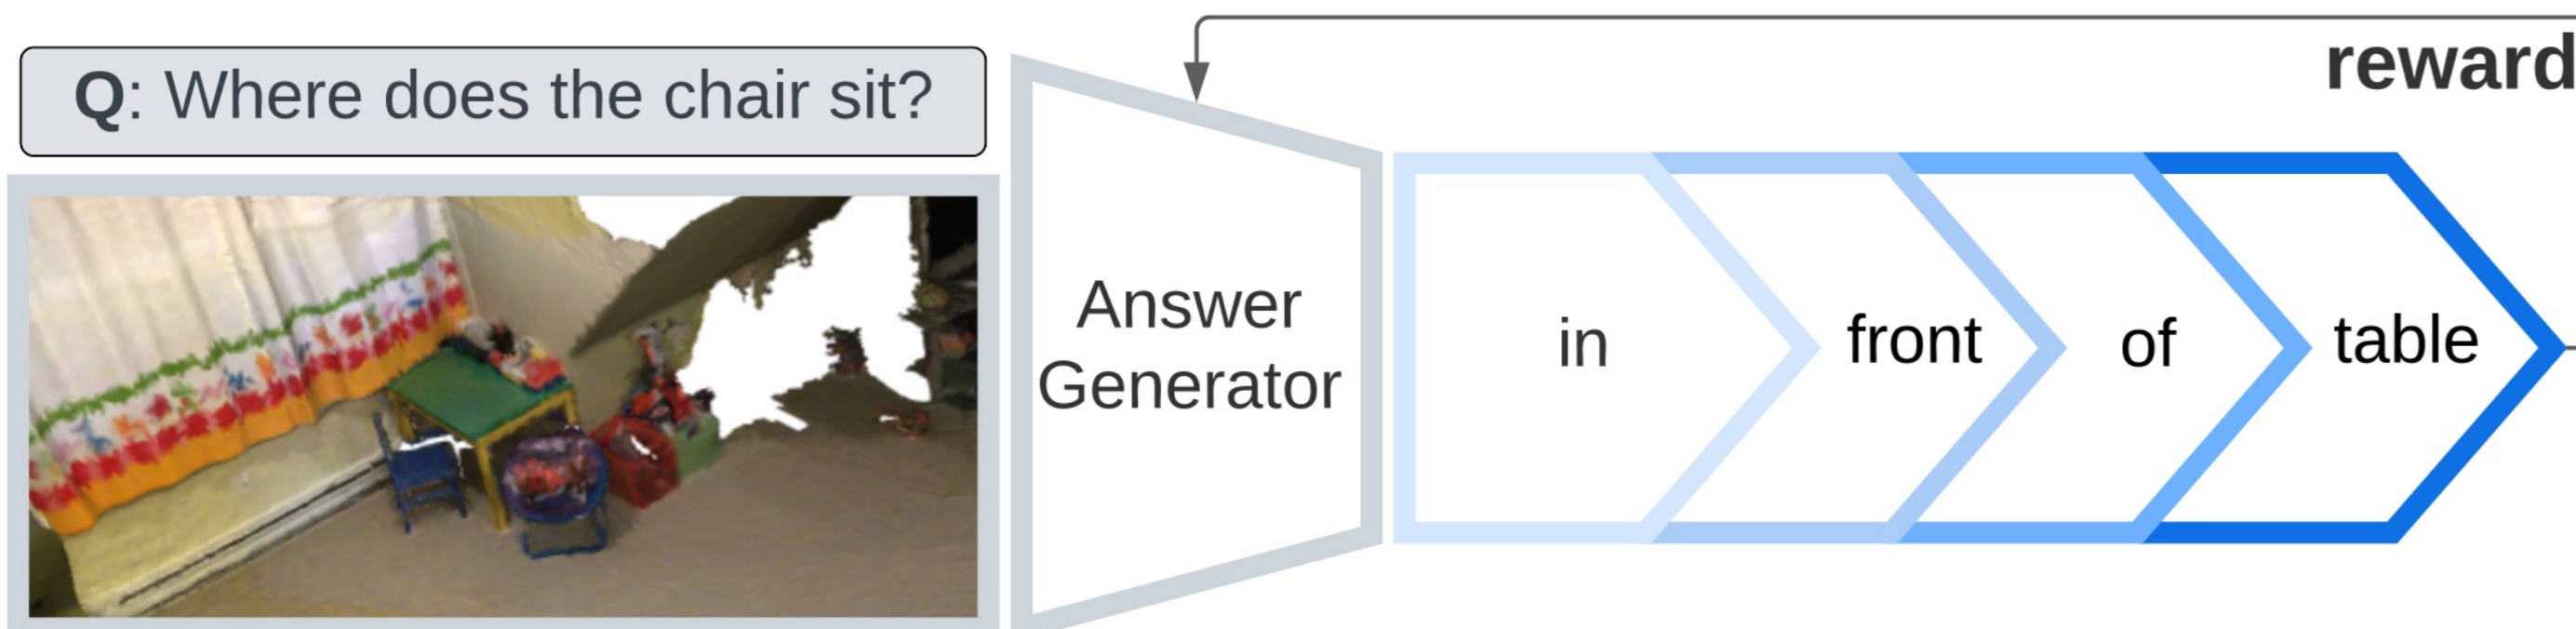 Q: Where does the chair sit?
reward
Answer
Generator
in front of table